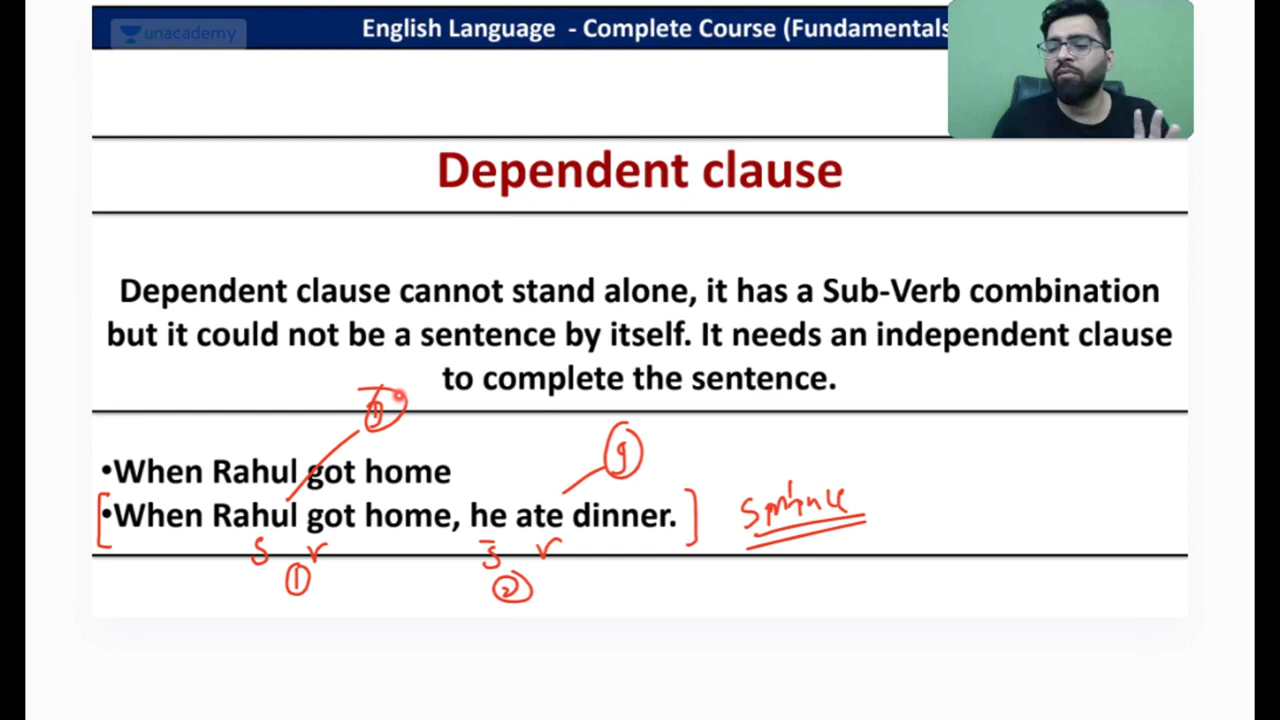 unacademy
English Language - Complete Course (Fundamentals
Dependent clause
Dependent clause cannot stand alone, it has a Sub-Verb combination
but it could not be a sentence by itself. It needs an independent clause
to complete the sentence.
•When Rahul got home
•When Rahul got home, he ate dinner.
S V S V
1 2